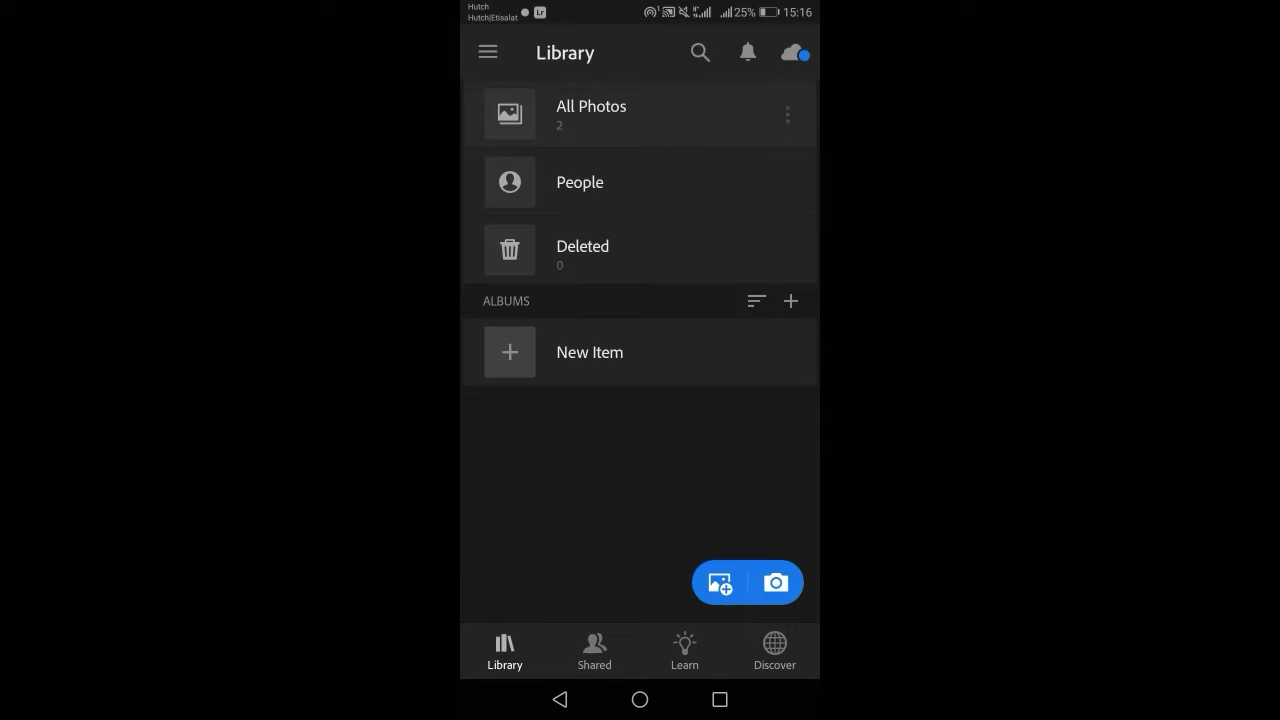 Hutch
Hutch|Etisalat Lr 25% 15:16
Library
All Photos
2
People
Deleted
0
ALBUMS
New Item
Library Shared Learn Discover